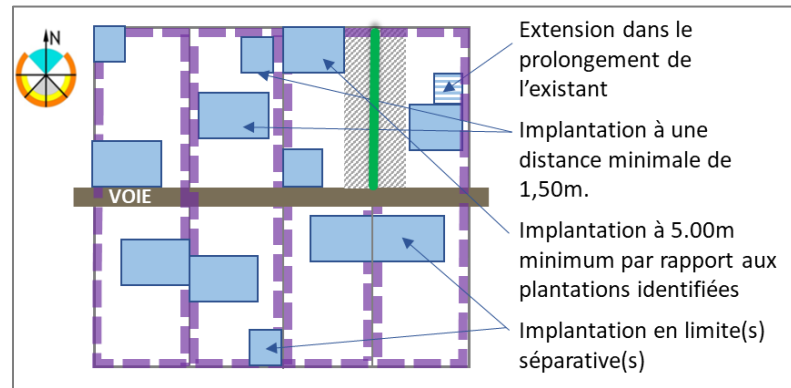 N
Extension dans le
prolongement de
l’existant
Implantation à une
distance minimale de
1,50m.
VOIE
Implantation à 5.00m
minimum par rapport aux
plantations identifiées
Implantation en limite(s)
séparative(s)